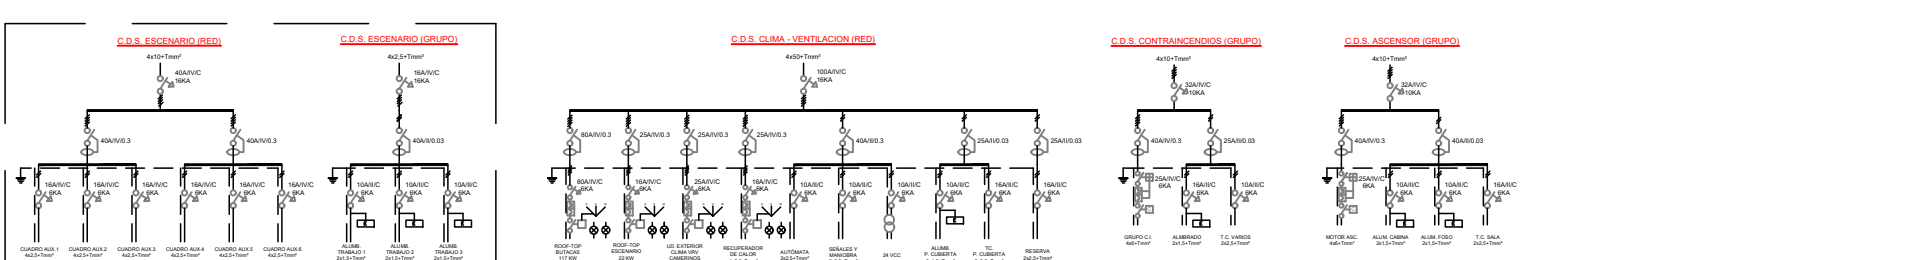 C.D.S. ESCENARIO (RED)
4x10+Tmm²
40A/IV/C
16KA
40A/IV/0.3
40A/IV/0.3
16A/IV/C
6KA
16A/IV/C
6KA
16A/IV/C
6KA
16A/IV/C
6KA
16A/IV/C
6KA
16A/IV/C
6KA
CUADRO AUX.1
4x2,5+Tmm²
CUADRO AUX.2
4x2,5+Tmm²
CUADRO AUX.3
4x2,5+Tmm²
CUADRO AUX.4
4x2,5+Tmm²
CUADRO AUX.5
4x2,5+Tmm²
CUADRO AUX.6
4x2,5+Tmm²
C.D.S. ESCENARIO (GRUPO)
4x2,5+Tmm²
16A/IV/C
16KA
40A/II/0.03
10A/II/C
6KA
10A/II/C
6KA
10A/II/C
6KA
ALUMB.
TRABAJO 1
2x1,5+Tmm²
ALUMB.
TRABAJO 2
2x1,5+Tmm²
ALUMB.
TRABAJO 3
2x1,5+Tmm²
C.D.S. CLIMA - VENTILACION (RED)
4x50+Tmm²
100A/IV/C
16KA
80A/IV/0.3
25A/IV/0.3
25A/IV/0.3
25A/IV/0.3
40A/II/0.3
25A/II/0.03
25A/II/0.03
80A/IV/C
6KA
16A/IV/C
6KA
25A/IV/C
6KA
16A/IV/C
6KA
10A/II/C
6KA
10A/II/C
6KA
10A/II/C
6KA
10A/II/C
6KA
16A/II/C
6KA
16A/II/C
6KA
ROOF-TOP
BUTACAS
117 KW
ROOF-TOP
ESCENARIO
22 KW
UD. EXTERIOR
CLIMA VRV
CAMERINOS
RECUPERADOR
DE CALOR
AUTÓMATA
2x2,5+Tmm²
SEÑALES Y
MANIOBRA
24 VCC
ALUMB.
P. CUBIERTA
TC.
P. CUBIERTA
RESERVA
2x2,5+Tmm²
C.D.S. CONTRAINCENDIOS (GRUPO)
4x10+Tmm²
32A/IV/C
10KA
40A/IV/0.3
25A/II/0.03
25A/IV/C
6KA
16A/II/C
6KA
10A/II/C
6KA
GRUPO C.I.
4x6+Tmm²
ALMBRADO
2x1,5+Tmm²
T.C. VARIOS
2x2,5+Tmm²
C.D.S. ASCENSOR (GRUPO)
4x10+Tmm²
32A/IV/C
10KA
40A/IV/0.3
40A/II/0.03
25A/IV/C
6KA
10A/II/C
6KA
10A/II/C
6KA
16A/II/C
6KA
MOTOR ASC.
4x6+Tmm²
ALUM. CABINA
2x1,5+Tmm²
ALUM. FOSO
2x1,5+Tmm²
T.C. SALA
2x2,5+Tmm²